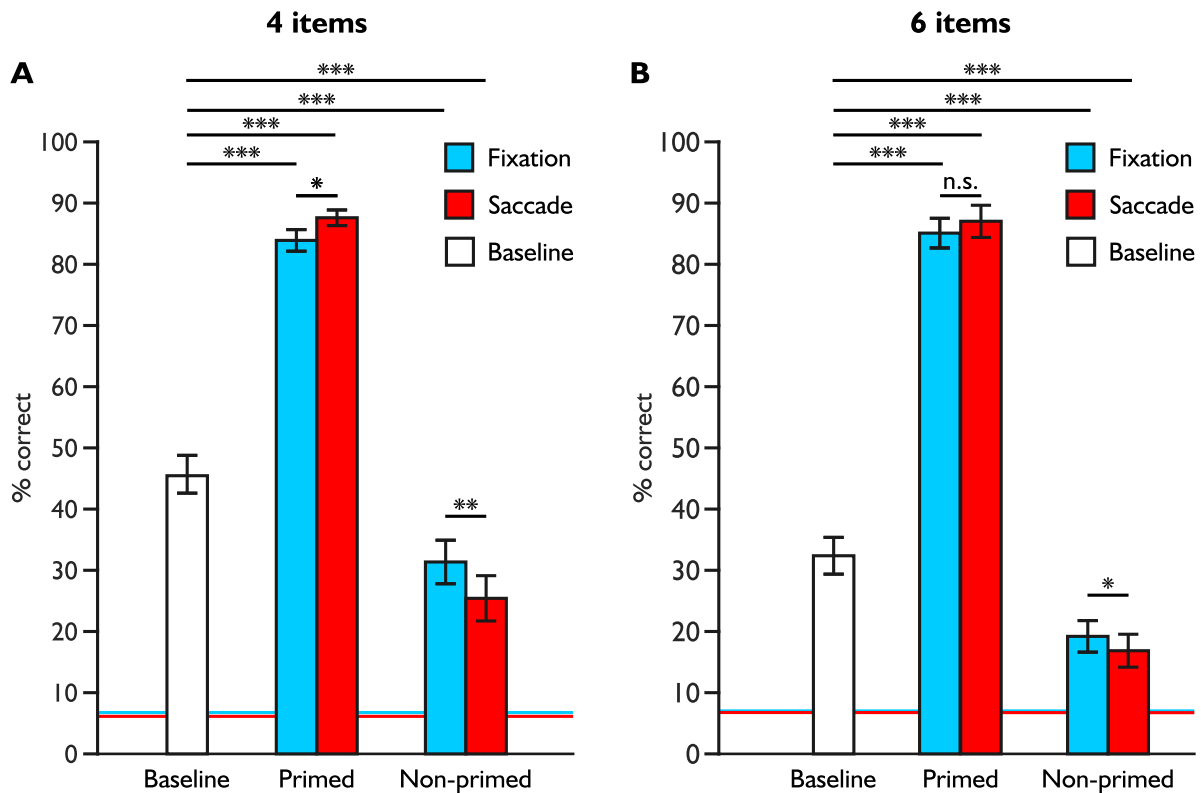 4 items
A
***
***
***
***
*
**
% correct
100
90
80
70
60
50
40
30
20
10
0
Fixation
Saccade
Baseline
Baseline
Primed
Non-primed
6 items
B
***
***
***
***
n.s.
*
% correct
100
90
80
70
60
50
40
30
20
10
0
Fixation
Saccade
Baseline
Baseline
Primed
Non-primed